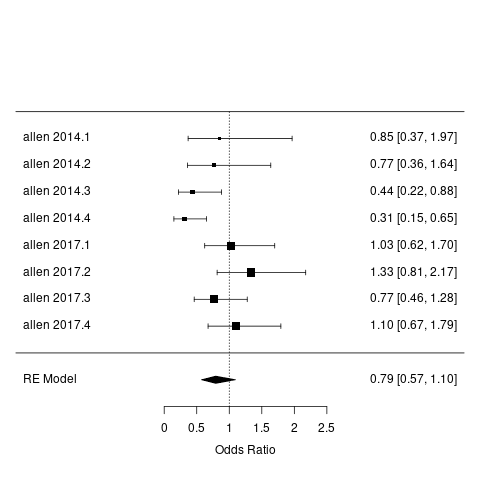 allen 2014.1 0.85 [0.37, 1.97]
allen 2014.2 0.77 [0.36, 1.64]
allen 2014.3 0.44 [0.22, 0.88]
allen 2014.4 0.31 [0.15, 0.65]
allen 2017.1 1.03 [0.62, 1.70]
allen 2017.2 1.33 [0.81, 2.17]
allen 2017.3 0.77 [0.46, 1.28]
allen 2017.4 1.10 [0.67, 1.79]
RE Model 0.79 [0.57, 1.10]
0 0.5 1 1.5 2 2.5
Odds Ratio